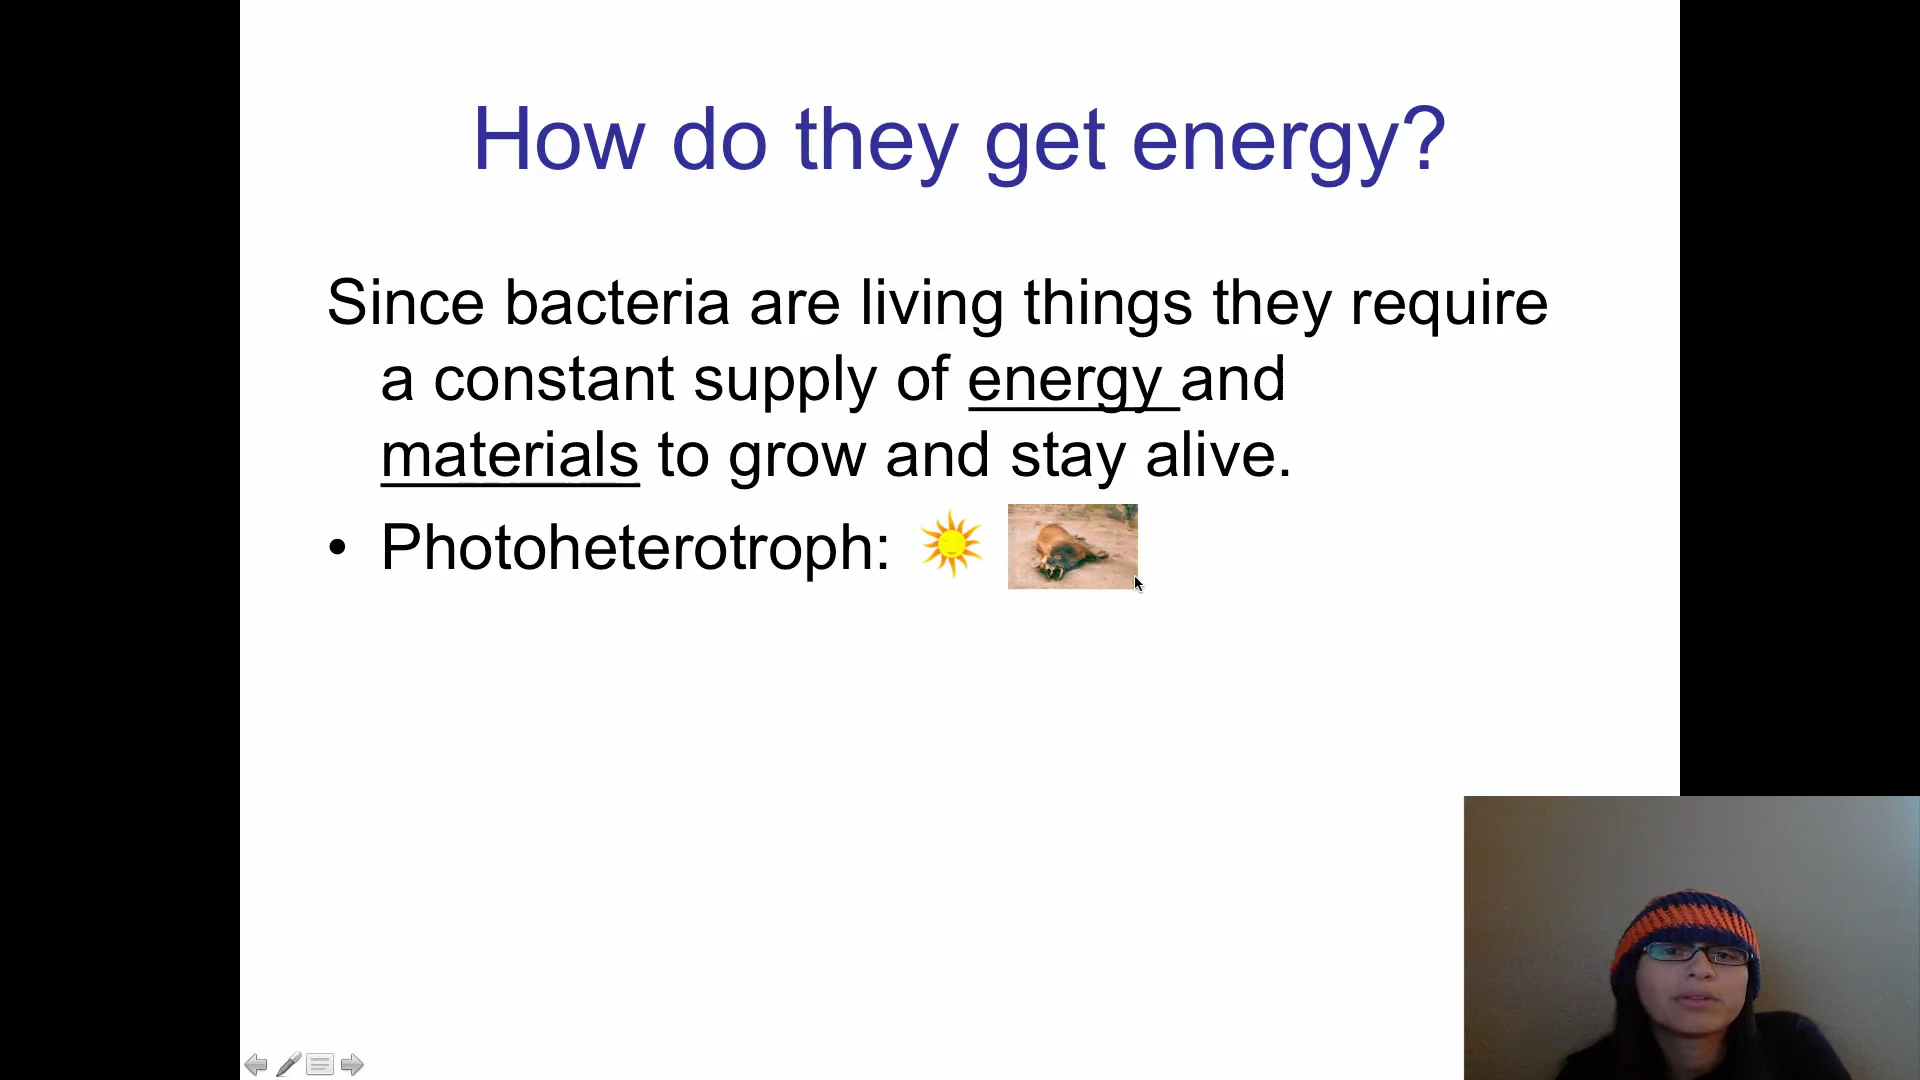 How do they get energy?
Since bacteria are living things they require
a constant supply of energy and
materials to grow and stay alive.
• Photoheterotroph: